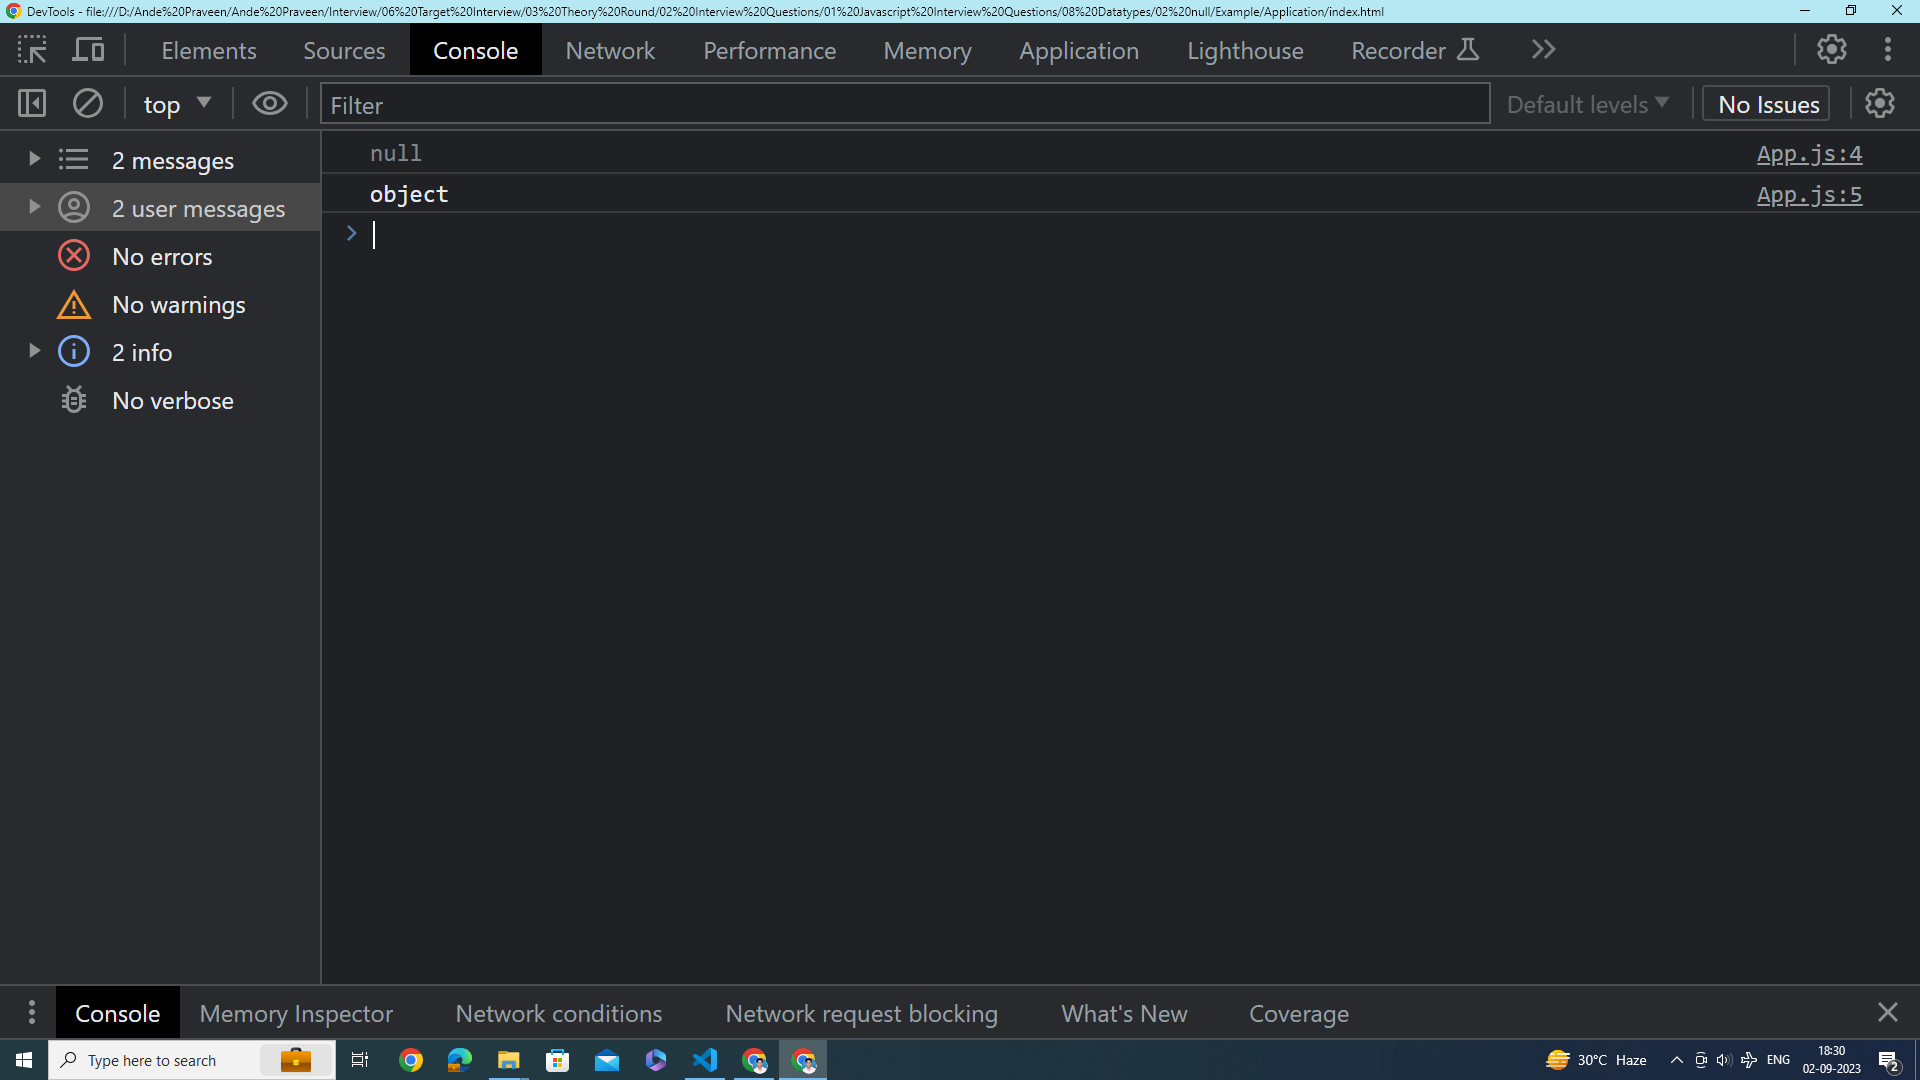 DevTools - file:///D:/Ande%20Praveen/Ande%20Praveen/Interview/06%20Target%20Interview/03%20Theory%20Round/02%20Interview%20Questions/01%20Javascript%20Interview%20Questions/08%20Datatypes/02%20null/Example/Application/index.html
Elements Sources Console Network Performance Memory Application Lighthouse Recorder
top Filter Default levels No Issues
2 messages
2 user messages
No errors
No warnings
2 info
No verbose
null App.js:4
object App.js:5
Console Memory Inspector Network conditions Network request blocking What's New Coverage
Type here to search 30°C Haze ENG 18:30
02-09-2023 2